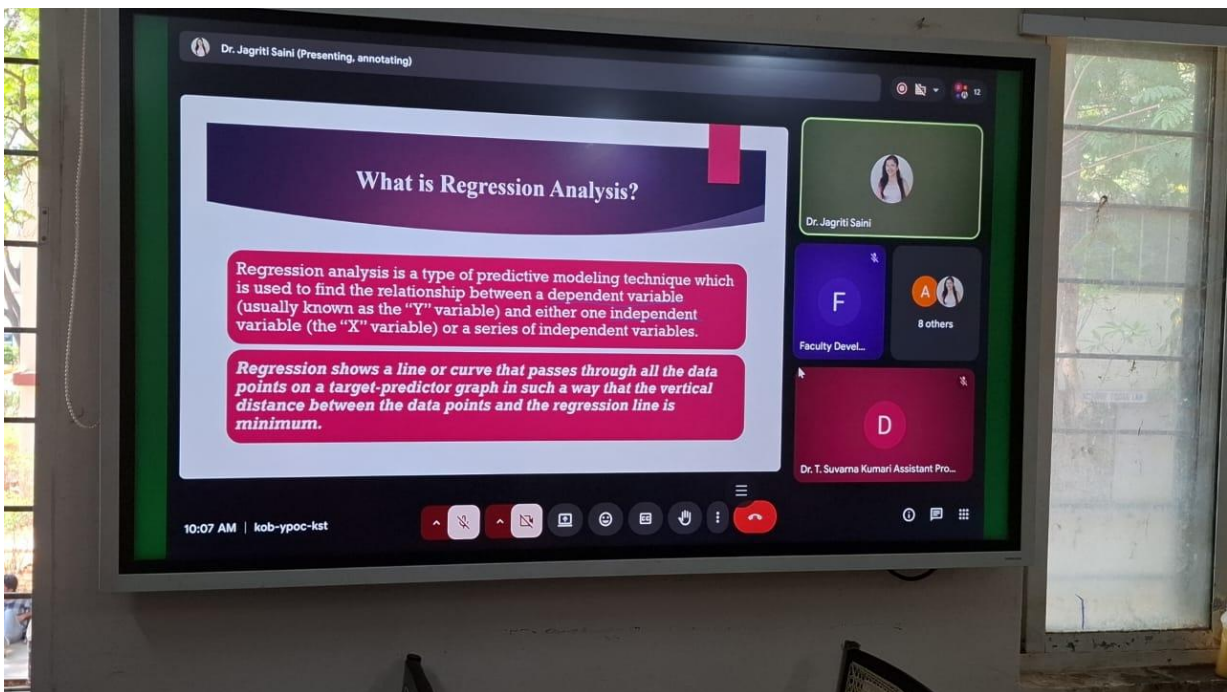 Dr. Jagriti Saini (Presenting, annotating)
12
What is Regression Analysis?
Regression analysis is a type of predictive modeling technique which
is used to find the relationship between a dependent variable
(usually known as the “Y” variable) and either one independent
variable (the “X” variable) or a series of independent variables.
Regression shows a line or curve that passes through all the data
points on a target-predictor graph in such a way that the vertical
distance between the data points and the regression line is
minimum.
Dr. Jagriti Saini
F
Faculty Devel...
A
8 others
D
Dr. T. Suvarna Kumari Assistant Pro...
10:07 AM | kob-ypoc-kst